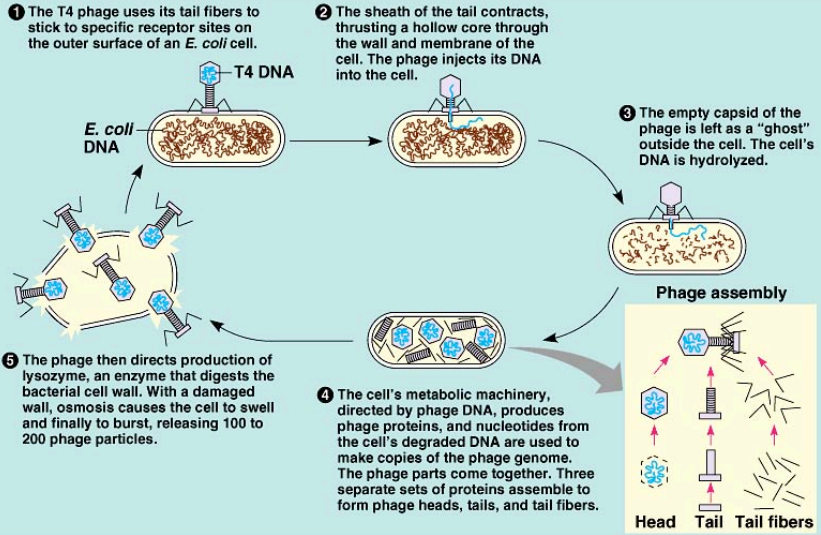 1 The T4 phage uses its tail fibers to
stick to specific receptor sites on
the outer surface of an E. coli cell.
T4 DNA
E. coli
DNA
2 The sheath of the tail contracts,
thrusting a hollow core through
the wall and membrane of the
cell. The phage injects its DNA
into the cell.
3 The empty capsid of the
phage is left as a “ghost”
outside the cell. The cell’s
DNA is hydrolyzed.
Phage assembly
Head Tail Tail fibers
4 The cell’s metabolic machinery,
directed by phage DNA, produces
phage proteins, and nucleotides from
the cell’s degraded DNA are used to
make copies of the phage genome.
The phage parts come together. Three
separate sets of proteins assemble to
form phage heads, tails, and tail fibers.
5 The phage then directs production of
lysozyme, an enzyme that digests the
bacterial cell wall. With a damaged
wall, osmosis causes the cell to swell
and finally to burst, releasing 100 to
200 phage particles.